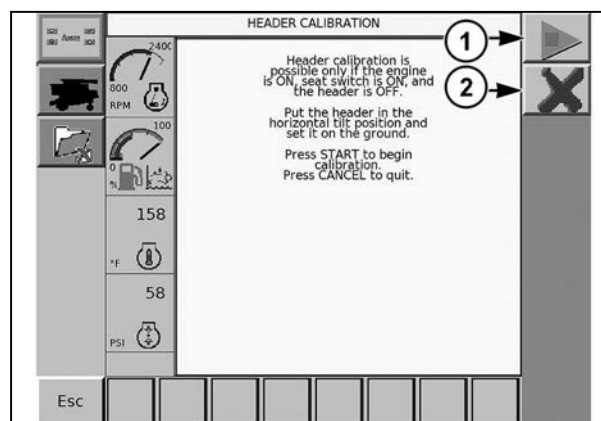 HEADER CALIBRATION
1
2
2400
800
RPM
100
0
%
158
°F
58
PSI
Header calibration is
possible only if the engine
is ON, seat switch is ON, and
the header is OFF.
Put the header in the
horizontal tilt position and
set it on the ground.
Press START to begin
calibration.
Press CANCEL to quit.
Esc